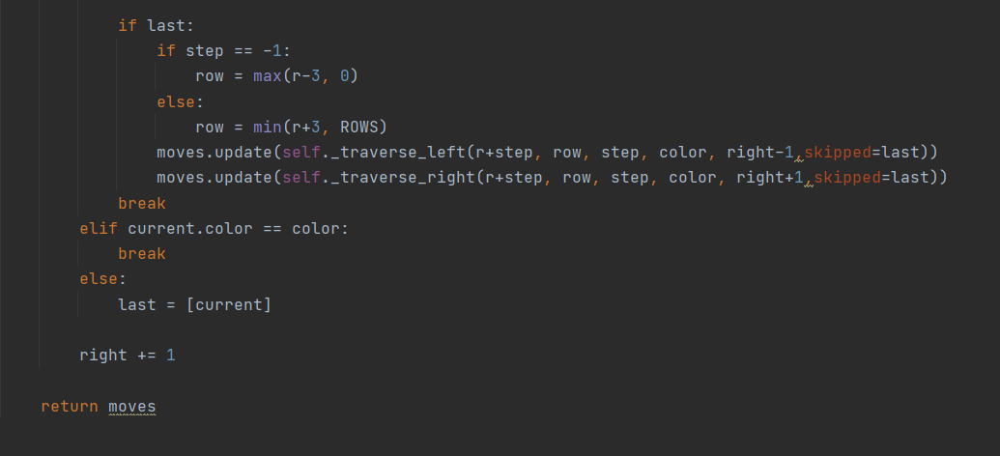 if last:
if step == -1:
row = max(r-3, 0)
else:
row = min(r+3, ROWS)
moves.update(self._traverse_left(r+step, row, step, color, right-1,skipped=last))
moves.update(self._traverse_right(r+step, row, step, color, right+1,skipped=last))
break
elif current.color == color:
break
else:
last = [current]
right += 1
return moves